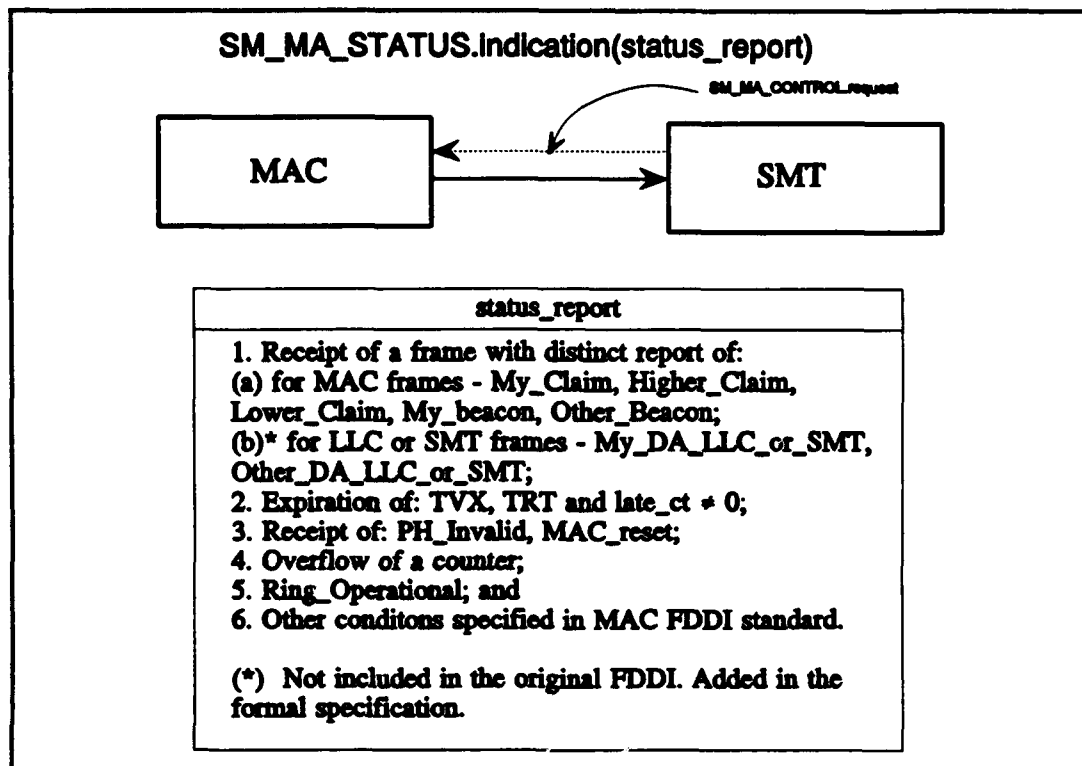 SM_MA_STATUS.indication(status_report)
SM_MA_CONTROL.request
MAC
SMT
status_report
1. Receipt of a frame with distinct report of:
(a) for MAC frames - My_Claim, Higher_Claim,
Lower_Claim, My_beacon, Other_Beacon;
(b)* for LLC or SMT frames - My_DA_LLC_or_SMT,
Other_DA_LLC_or_SMT;
2. Expiration of: TVX, TRT and late_ct ≠ 0;
3. Receipt of: PH_Invalid, MAC_reset;
4. Overflow of a counter;
5. Ring_Operational; and
6. Other conditons specified in MAC FDDI standard.
(*) Not included in the original FDDI. Added in the
formal specification.